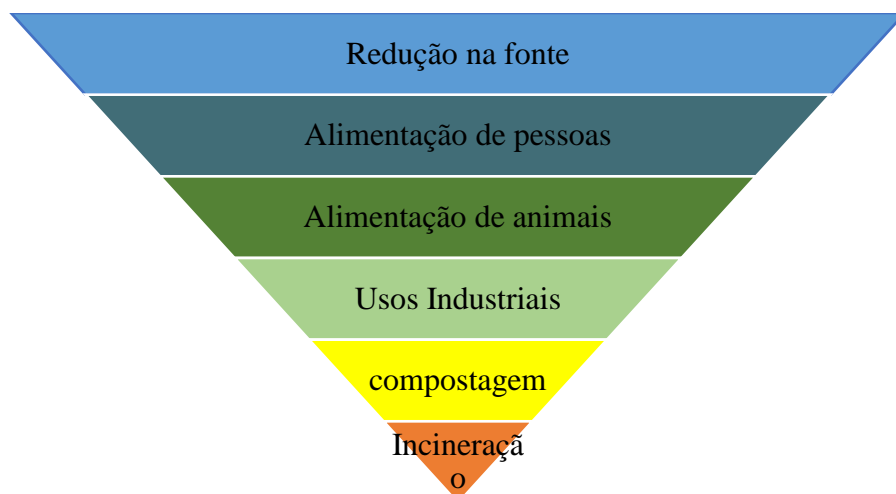 Redução na fonte
Alimentação de pessoas
Alimentação de animais
Usos Industriais
compostagem
Incineraçã
o